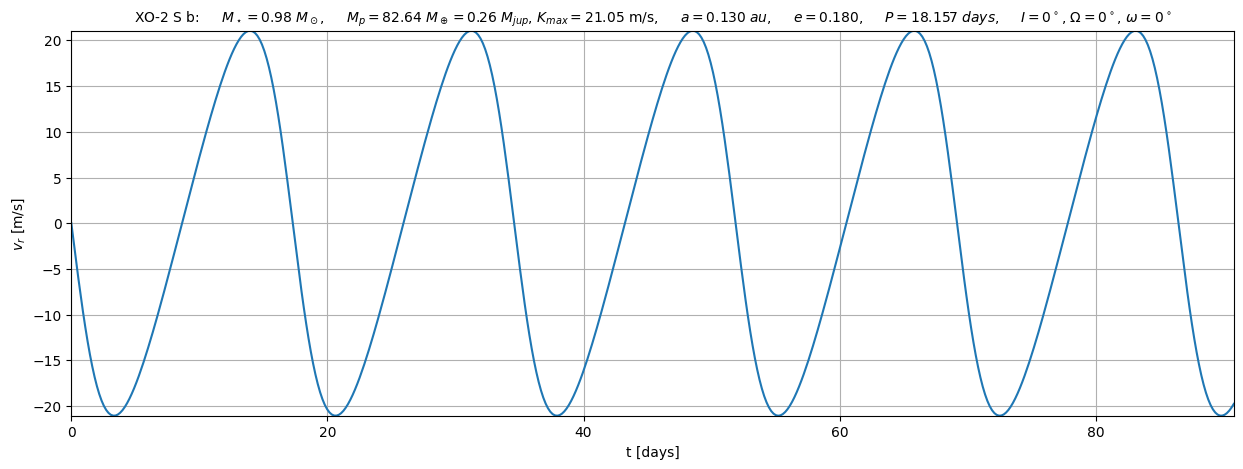 XO-2 S b: M⋆ = 0.98 M⊙, Mp = 82.64 M⊕ = 0.26 Mjup, Kmax = 21.05 m/s, a = 0.130 au, e = 0.180, P = 18.157 days, I = 0°, Ω = 0°, ω = 0°
20
15
10
5
0
−5
−10
−15
−20
vr [m/s]
0 20 40 60 80
t [days]